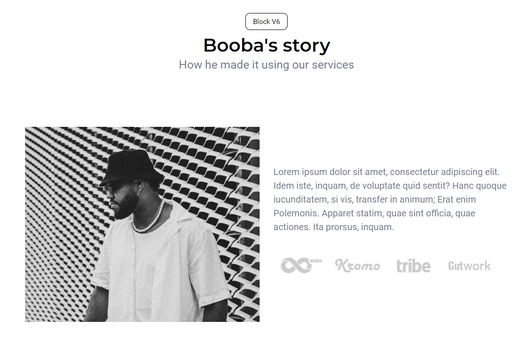 Block V6
Booba's story
How he made it using our services
Lorem ipsum dolor sit amet, consectetur adipiscing elit.
Idem iste, inquam, de voluptate quid sentit? Hanc quoque
iucunditatem, si vis, transfer in animum; Erat enim
Polemonis. Apparet statim, quae sint officia, quae
actiones. Ita prorsus, inquam.
Kromo tribe Gutwork